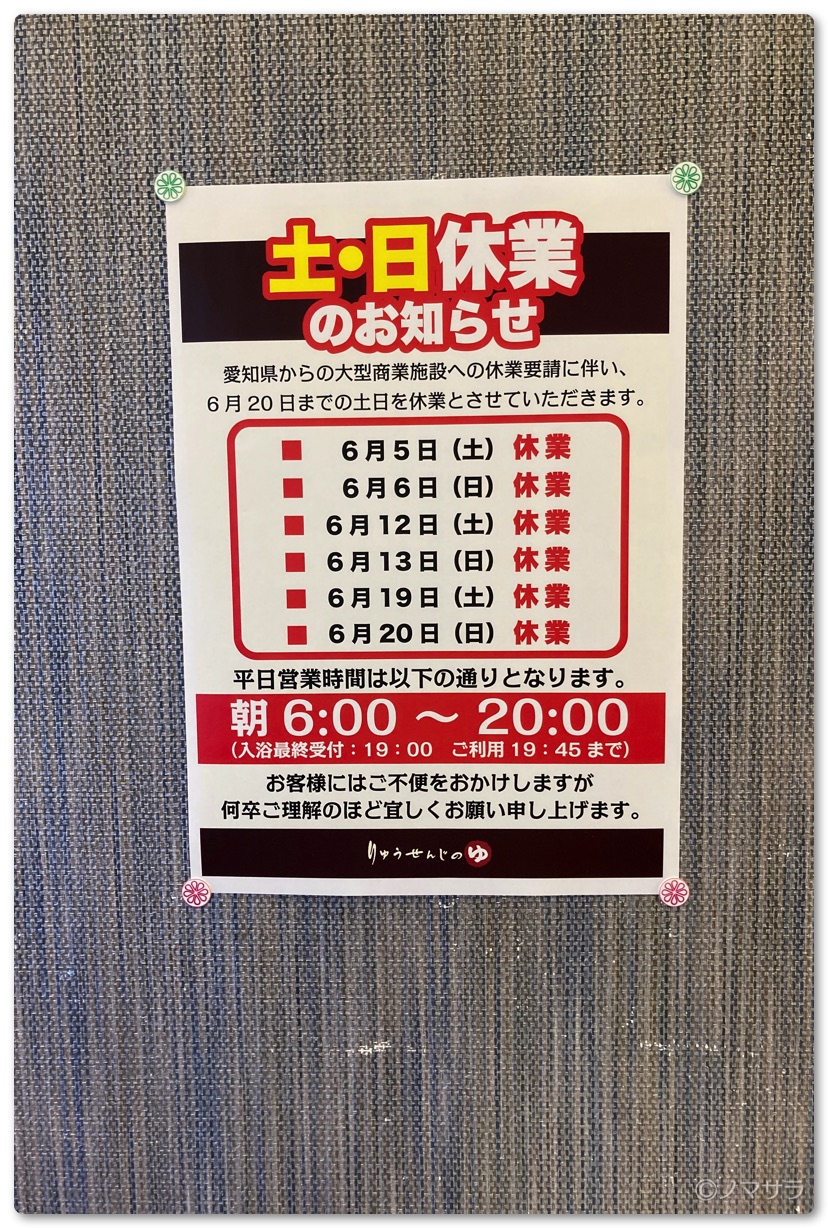 土・日休業
のお知らせ
愛知県からの大型商業施設への休業要請に伴い、
6月20日までの土日を休業とさせていただきます。
■ 6月5日（土） 休業
■ 6月6日（日） 休業
■ 6月12日（土） 休業
■ 6月13日（日） 休業
■ 6月19日（土） 休業
■ 6月20日（日） 休業
平日営業時間は以下の通りとなります。
朝 6:00 ～ 20:00
（入浴最終受付：19：00　ご利用 19：45 まで）
お客様にはご不便をおかけしますが
何卒ご理解のほど宜しくお願い申し上げます。
りゅうせんじのゆ
©ノマサラ